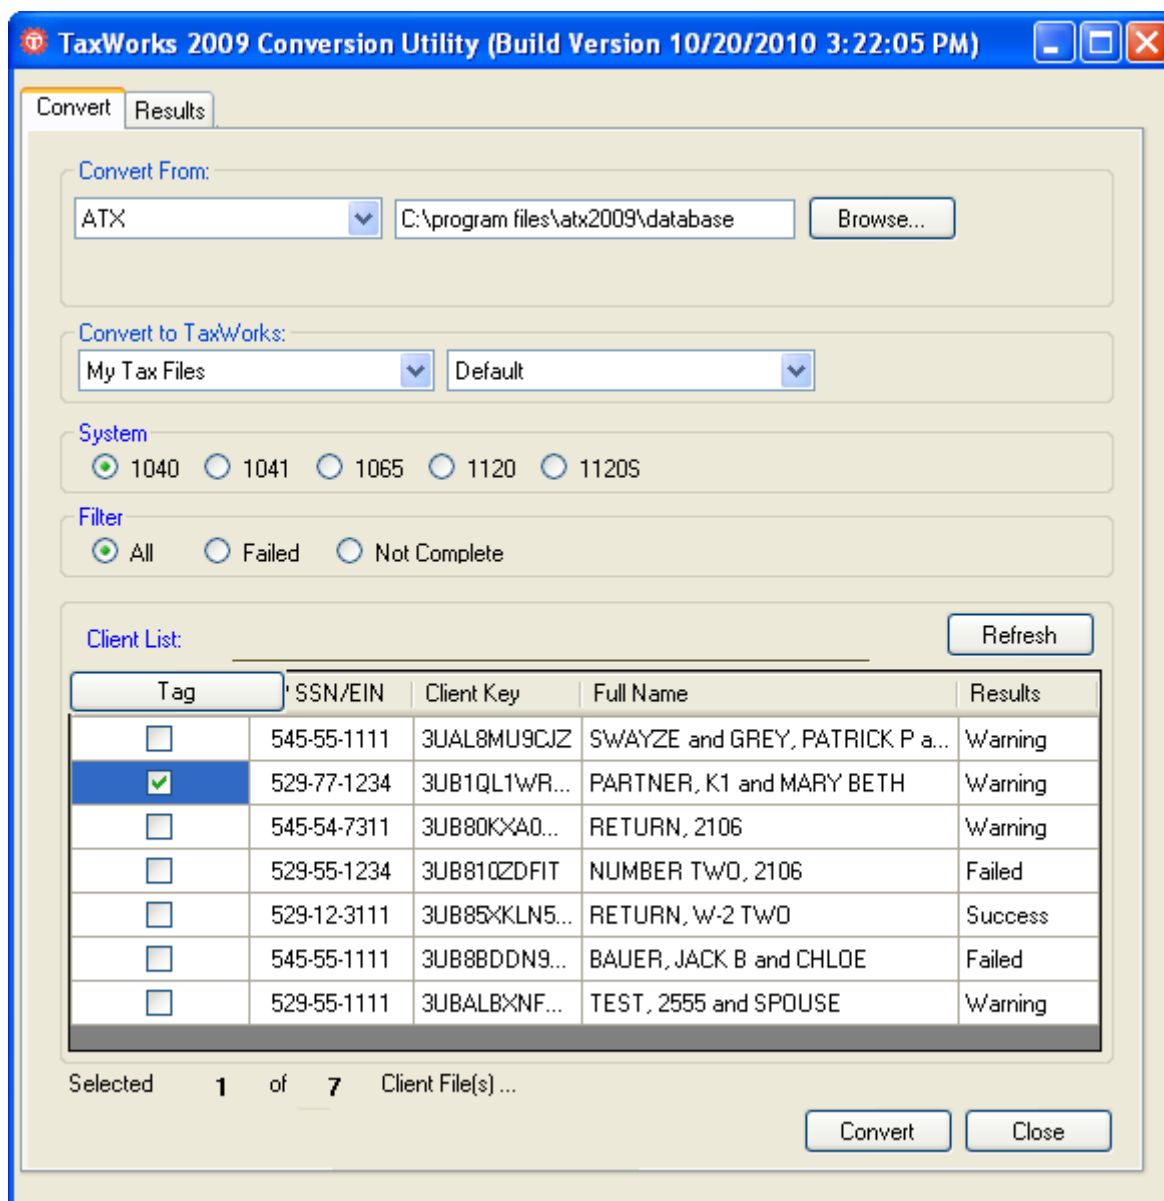 TaxWorks 2009 Conversion Utility (Build Version 10/20/2010 3:22:05 PM)
Convert Results
Convert From:
ATX C:\program files\atx2009\database Browse...
Convert to TaxWorks:
My Tax Files Default
System
1040 1041 1065 1120 1120S
Filter
All Failed Not Complete
Client List: Refresh
Tag SSN/EIN Client Key Full Name Results
545-55-1111 3UAL8MU9CJZ SWAYZE and GREY, PATRICK P a... Warning
529-77-1234 3UB1QL1WR... PARTNER, K1 and MARY BETH Warning
545-54-7311 3UB80KXA0... RETURN, 2106 Warning
529-55-1234 3UB810ZDFIT NUMBER TWO, 2106 Failed
529-12-3111 3UB85XKLN5... RETURN, W-2 TWO Success
545-55-1111 3UB8BDDN9... BAUER, JACK B and CHLOE Failed
529-55-1111 3UBALBXNF... TEST, 2555 and SPOUSE Warning
Selected 1 of 7 Client File(s) ...
Convert Close